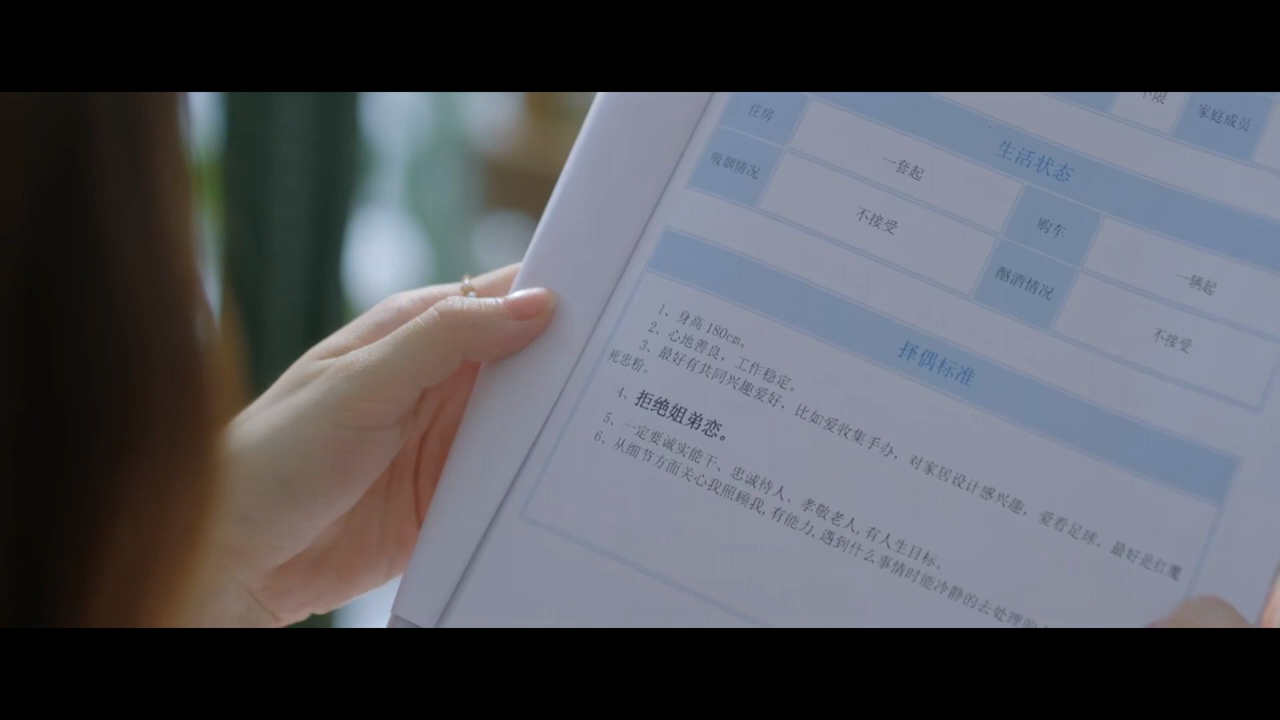 不限 家庭成员
生活状态
住房 一套起 购车 一辆起
吸烟情况 不接受 酗酒情况 不接受
择偶标准
1、身高180cm。
2、心地善良，工作稳定。
3、最好有共同兴趣爱好，比如爱收集手办，对家居设计感兴趣，爱看足球，最好是红魔
死忠粉。
4、拒绝姐弟恋。
5、一定要诚实能干、忠诚待人、孝敬老人,有人生目标。
6、从细节方面关心我照顾我,有能力,遇到什么事情时能冷静的去处理的